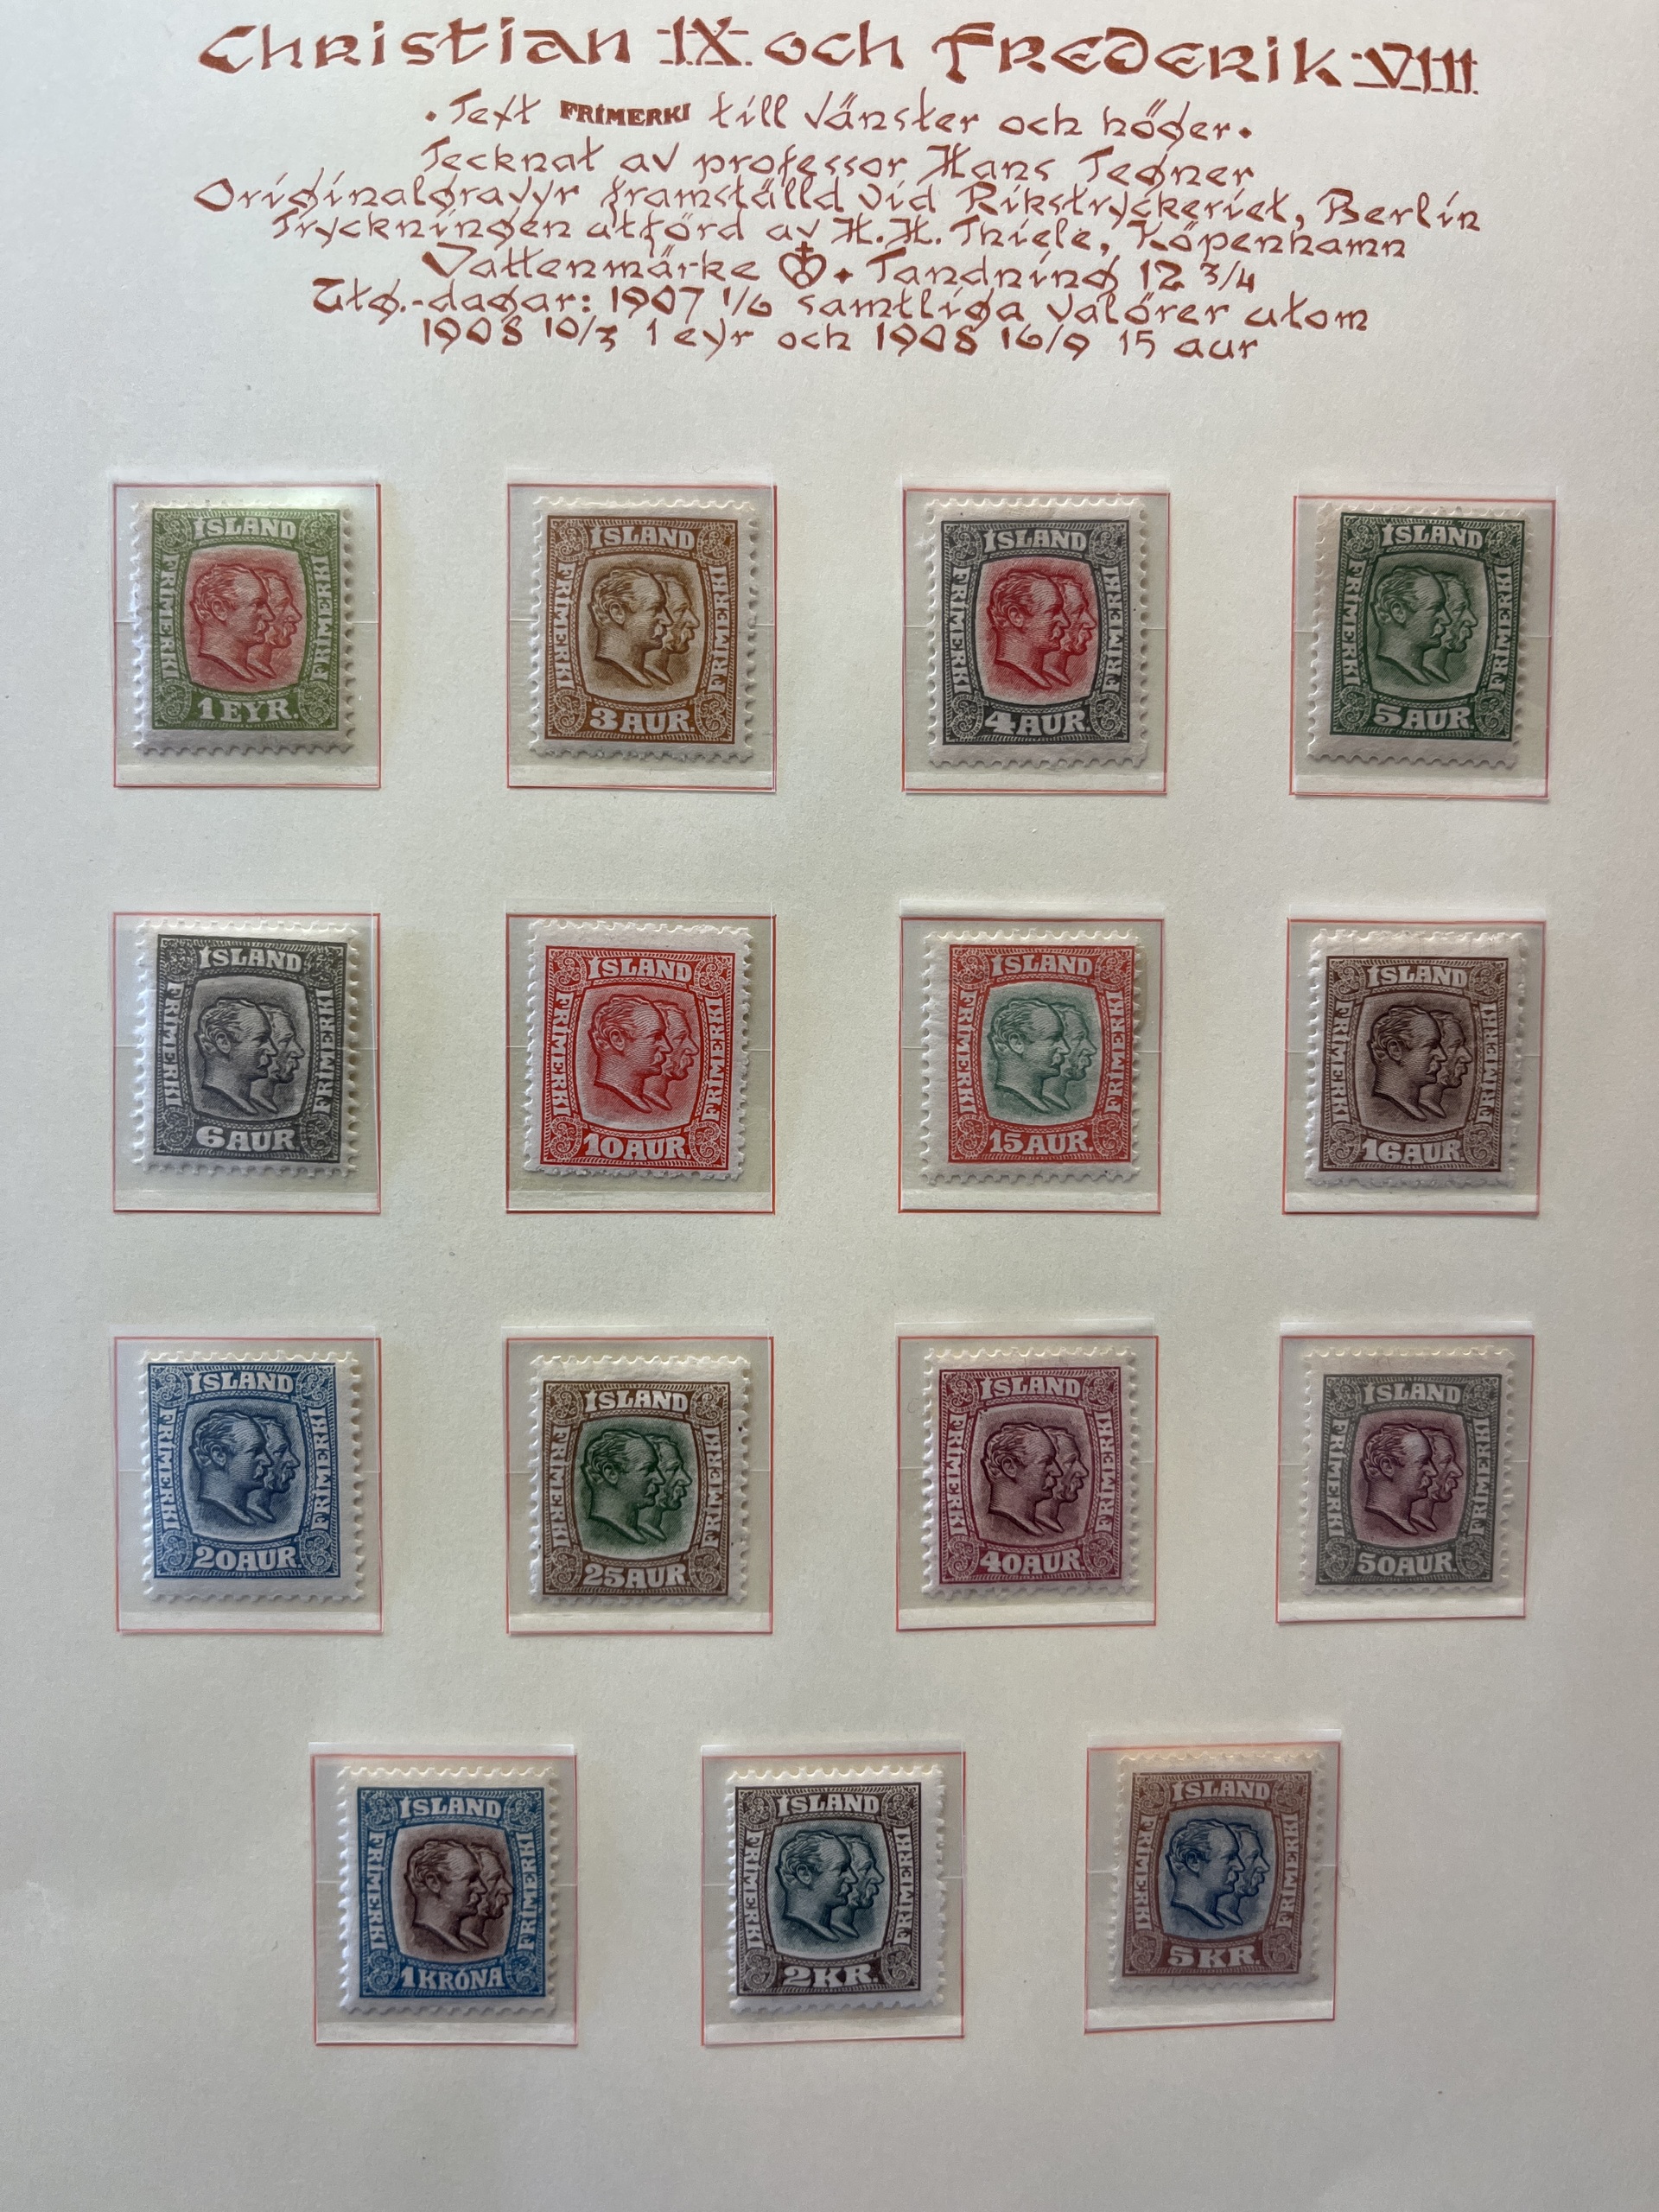 Christian IX och Frederik VIII
• Text FRÍMERKI till vänster och höger •
Tecknat av professor Hans Tegner
Originalgravyr framställd vid Rikstryckeriet, Berlin
Tryckningen utförd av H.H. Thiele, Köpenhamn
Vattenmärke • Tandning 12 3/4
Utg.-dagar: 1907 1/6 samtliga valörer utom
1908 10/3 1 eyr och 1908 16/9 15 aur
ÍSLAND
FRÍMERKI
FRÍMERKI
1 EYR.
ÍSLAND
FRÍMERKI
FRÍMERKI
3 AUR.
ÍSLAND
FRÍMERKI
FRÍMERKI
4 AUR.
ÍSLAND
FRÍMERKI
FRÍMERKI
5 AUR.
ÍSLAND
FRÍMERKI
FRÍMERKI
6 AUR.
ÍSLAND
FRÍMERKI
FRÍMERKI
10 AUR.
ÍSLAND
FRÍMERKI
FRÍMERKI
15 AUR.
ÍSLAND
FRÍMERKI
FRÍMERKI
16 AUR.
ÍSLAND
FRÍMERKI
FRÍMERKI
20 AUR.
ÍSLAND
FRÍMERKI
FRÍMERKI
25 AUR.
ÍSLAND
FRÍMERKI
FRÍMERKI
40 AUR.
ÍSLAND
FRÍMERKI
FRÍMERKI
50 AUR.
ÍSLAND
FRÍMERKI
FRÍMERKI
1 KRÓNA
ÍSLAND
FRÍMERKI
FRÍMERKI
2 KR.
ÍSLAND
FRÍMERKI
FRÍMERKI
5 KR.